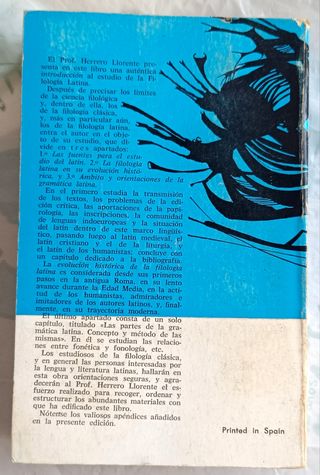 El Prof. Herrero Llorente pre-
senta en este libro una auténtica
introducción al estudio de la Fi-
lología Latina.
Después de precisar los límites
de la ciencia filológica
y, dentro de ella, los
de la filología clásica,
y, más en particular aún,
los de la filología latina,
entra el autor en el objeto
de su estudio, que di-
vide en tres apartados:
1.º Las fuentes para el estu-
dio del latín. 2.º La filología
latina en su evolución histó-
rica, y 3.º Ámbito y orientaciones de la
gramática latina.
En el primero estudia la transmisión
de los textos, los problemas de la edi-
ción crítica, las aportaciones de la papi-
rología, las inscripciones, la comunidad
de lenguas indoeuropeas y la situación
del latín dentro de este marco lingüís-
tico, pasando luego al latín medieval, el
latín cristiano y el de la liturgia, y
el latín de los humanistas; concluye con
un capítulo dedicado a la bibliografía.
La evolución histórica de la filología
latina es considerada desde sus primeros
pasos en la antigua Roma, en su lento
avance durante la Edad Media, en la acti-
tud de los humanistas, admiradores e
imitadores de los autores latinos, y, final-
mente, en su trayectoria moderna.
El último apartado consta de un solo
capítulo, titulado «Las partes de la gra-
mática latina. Concepto y método de las
mismas». En él se estudian las relacio-
nes entre fonética y fonología, etc.
Los estudiosos de la filología clásica,
y en general las personas interesadas por
la lengua y literatura latinas, hallarán en
esta obra orientaciones seguras, y agra-
decerán al Prof. Herrero Llorente el es-
fuerzo realizado para recoger, ordenar y
estructurar los abundantes materiales con
que ha edificado este libro.
Nótense los valiosos apéndices añadidos
en la presente edición.
Printed in Spain